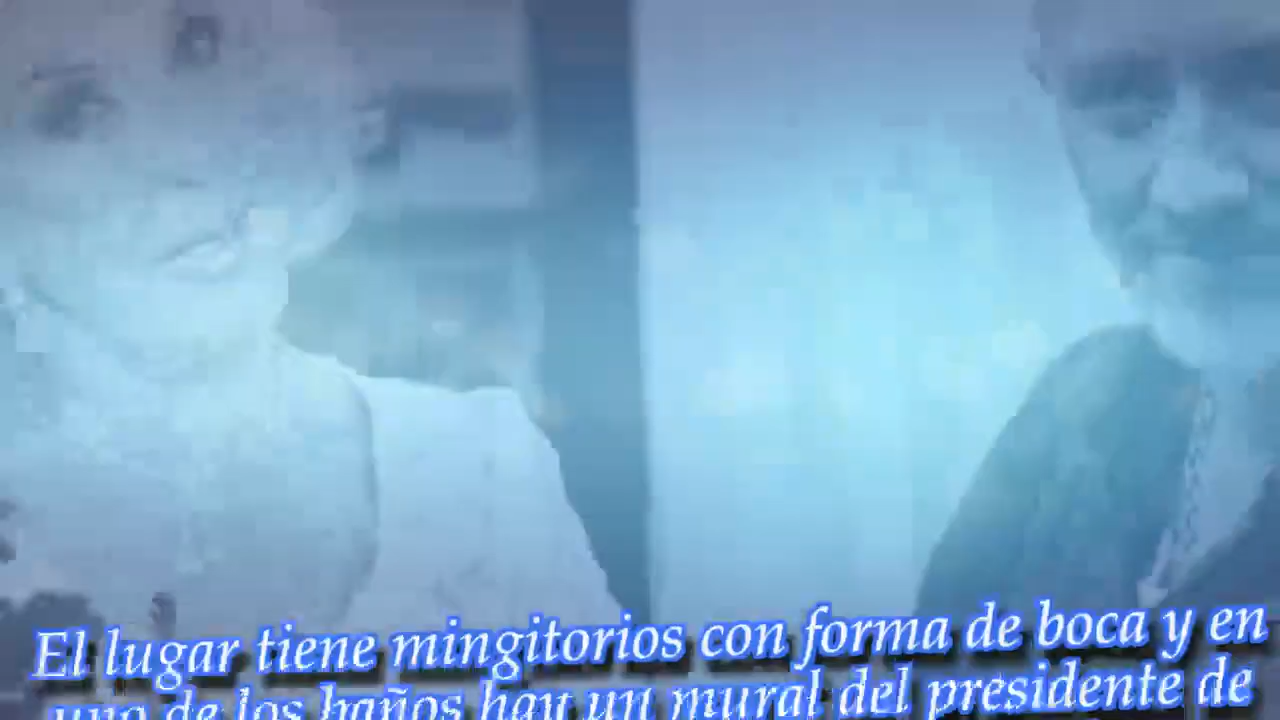 El lugar tiene mingitorios con forma de boca y en
uno de los baños hay un mural del presidente de